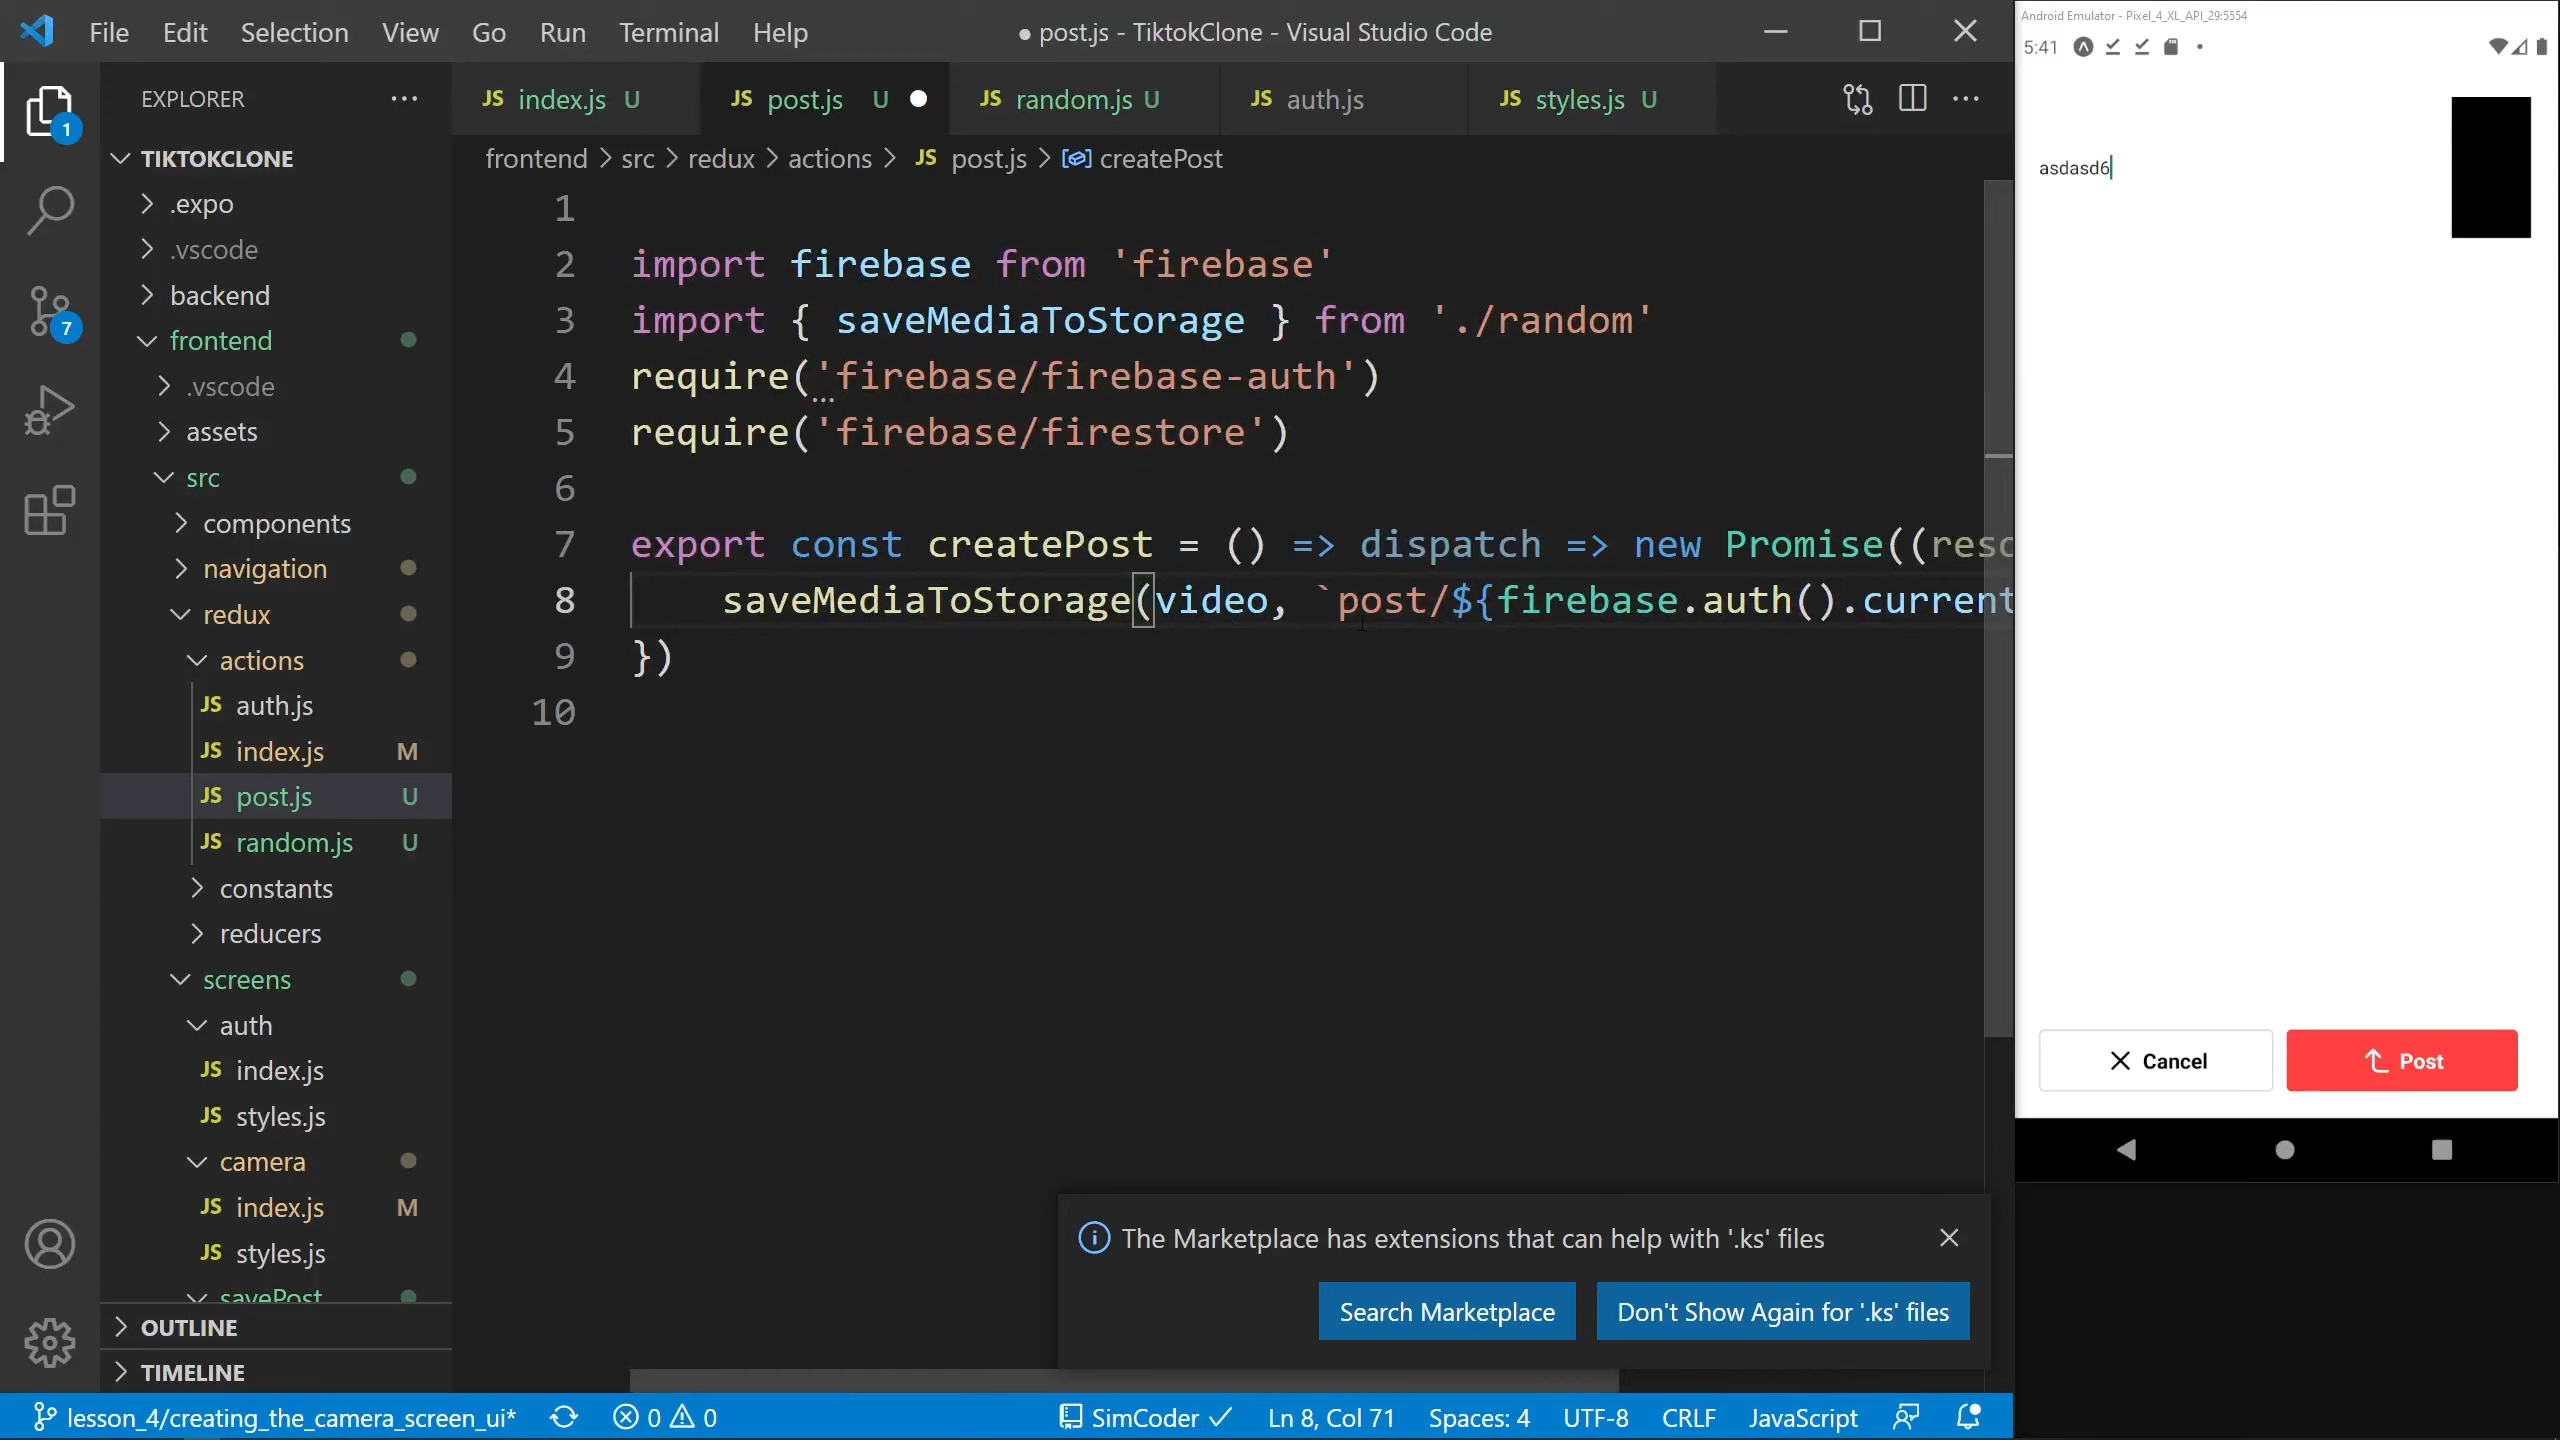 File Edit Selection View Go Run Terminal Help
● post.js - TiktokClone - Visual Studio Code
EXPLORER
TIKTOKCLONE
.expo
.vscode
backend
frontend
.vscode
assets
src
components
navigation
redux
actions
JS auth.js
JS index.js M
JS post.js U
JS random.js U
constants
reducers
screens
auth
JS index.js
JS styles.js
camera
JS index.js M
JS styles.js
savePost
OUTLINE
TIMELINE
1
7
JS index.js U
JS post.js U
JS random.js U
JS auth.js
JS styles.js U
frontend > src > redux > actions > JS post.js > createPost
1
2 import firebase from 'firebase'
3 import { saveMediaToStorage } from './random'
4 require('firebase/firebase-auth')
5 require('firebase/firestore')
6
7 export const createPost = () => dispatch => new Promise((reso
8 saveMediaToStorage(video, `post/${firebase.auth().current
9 })
10
The Marketplace has extensions that can help with '.ks' files
Search Marketplace
Don't Show Again for '.ks' files
lesson_4/creating_the_camera_screen_ui* 0 0 SimCoder Ln 8, Col 71 Spaces: 4 UTF-8 CRLF JavaScript
Android Emulator - Pixel_4_XL_API_29:5554
5:41
asdasd6
Cancel
Post